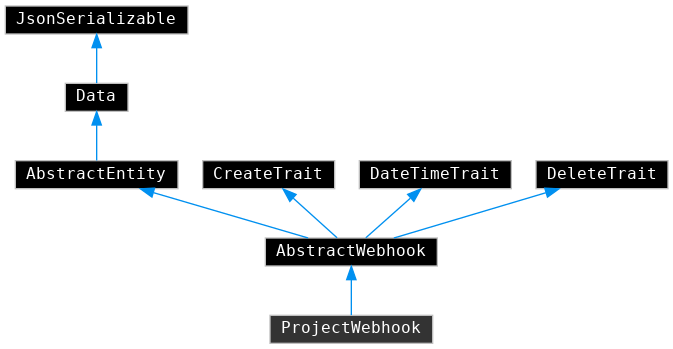 JsonSerializable
Data
AbstractEntity
CreateTrait
DateTimeTrait
DeleteTrait
AbstractWebhook
ProjectWebhook